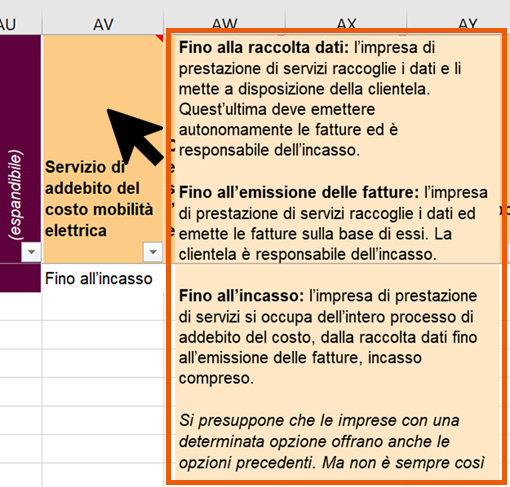 AU
AV
AW
AX
AY
(espandibile)
Servizio di
addebito del
costo mobilità
elettrica
Fino all’incasso
Fino alla raccolta dati: l’impresa di
prestazione di servizi raccoglie i dati e li
mette a disposizione della clientela.
Quest’ultima deve emettere
autonomamente le fatture ed è
responsabile dell’incasso.
Fino all’emissione delle fatture: l’impresa
di prestazione di servizi raccoglie i dati ed
emette le fatture sulla base di essi. La
clientela è responsabile dell’incasso.
Fino all’incasso: l’impresa di prestazione
di servizi si occupa dell’intero processo di
addebito del costo, dalla raccolta dati fino
all’emissione delle fatture, incasso
compreso.
Si presuppone che le imprese con una
determinata opzione offrano anche le
opzioni precedenti. Ma non è sempre così